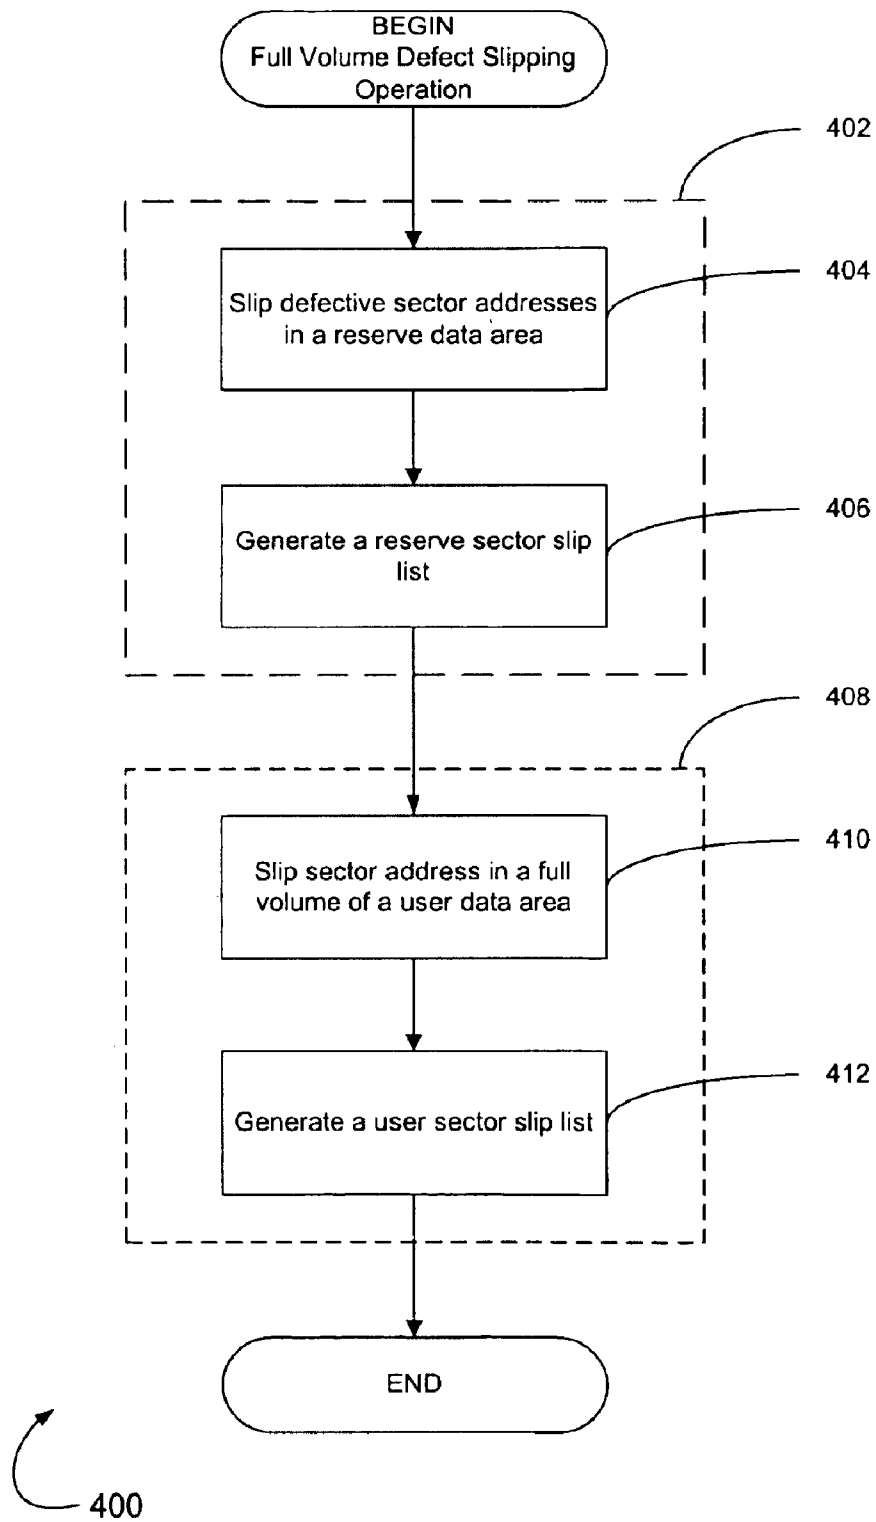 BEGIN
Full Volume Defect Slipping
Operation
402
404
Slip defective sector addresses
in a reserve data area
406
Generate a reserve sector slip
list
408
410
Slip sector address in a full
volume of a user data area
412
Generate a user sector slip list
END
400